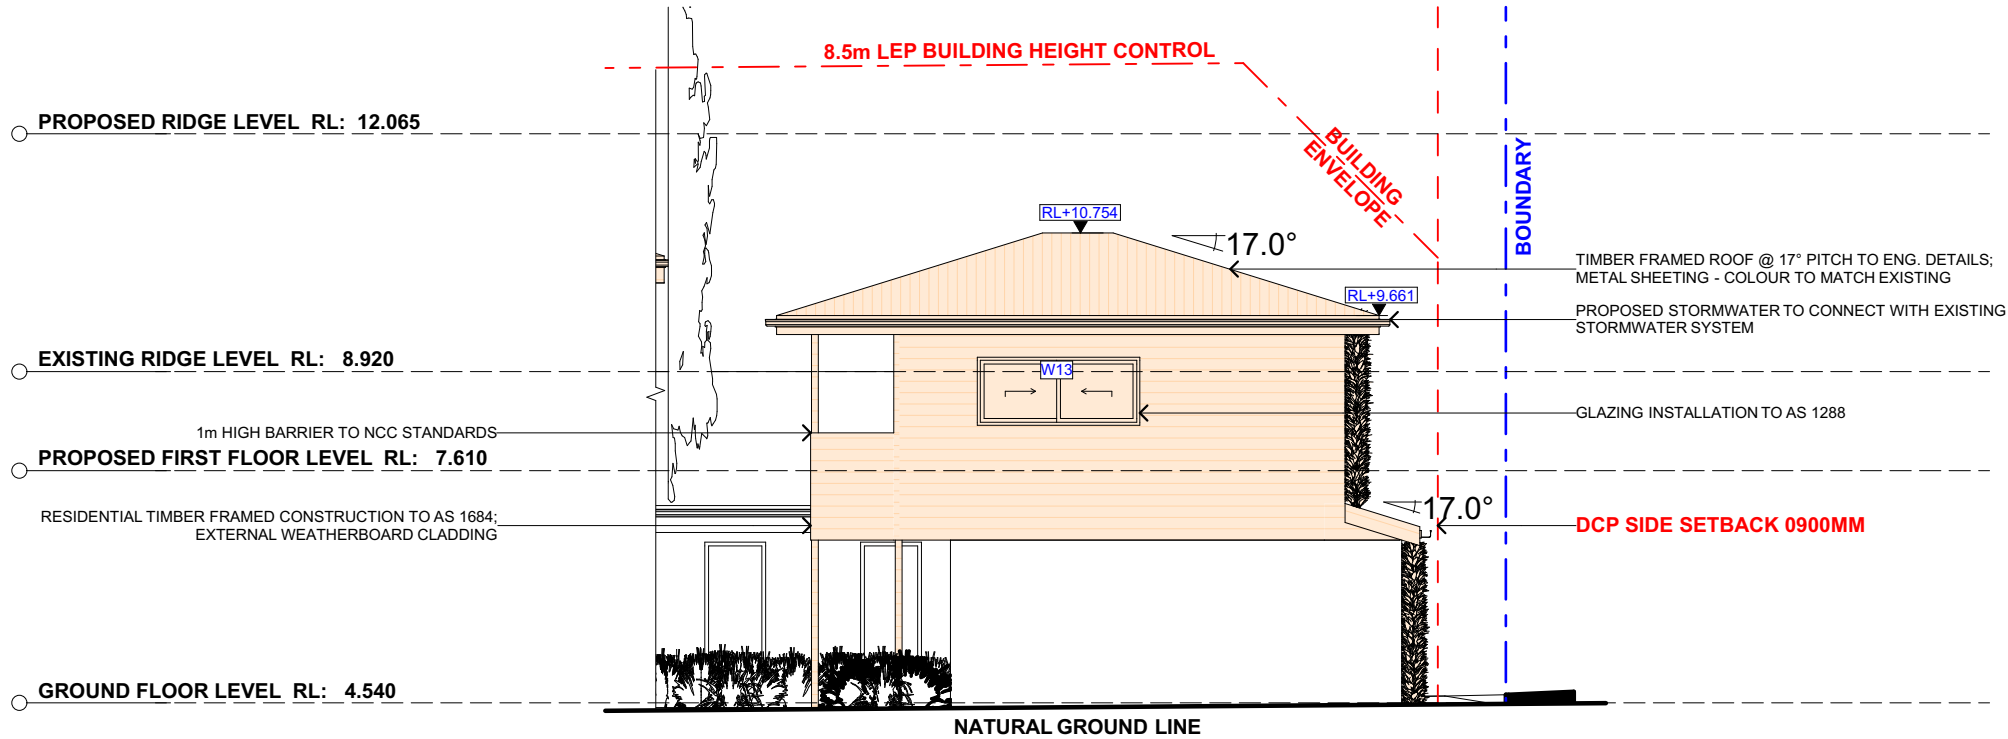 8.5m LEP BUILDING HEIGHT CONTROL
PROPOSED RIDGE LEVEL RL: 12.065
BUILDING
ENVELOPE
BOUNDARY
RL+10.754
17.0°
TIMBER FRAMED ROOF @ 17° PITCH TO ENG. DETAILS;
METAL SHEETING - COLOUR TO MATCH EXISTING
RL+9.661
PROPOSED STORMWATER TO CONNECT WITH EXISTING
STORMWATER SYSTEM
EXISTING RIDGE LEVEL RL: 8.920
W13
GLAZING INSTALLATION TO AS 1288
1m HIGH BARRIER TO NCC STANDARDS
PROPOSED FIRST FLOOR LEVEL RL: 7.610
17.0°
RESIDENTIAL TIMBER FRAMED CONSTRUCTION TO AS 1684;
EXTERNAL WEATHERBOARD CLADDING
DCP SIDE SETBACK 0900MM
GROUND FLOOR LEVEL RL: 4.540
NATURAL GROUND LINE